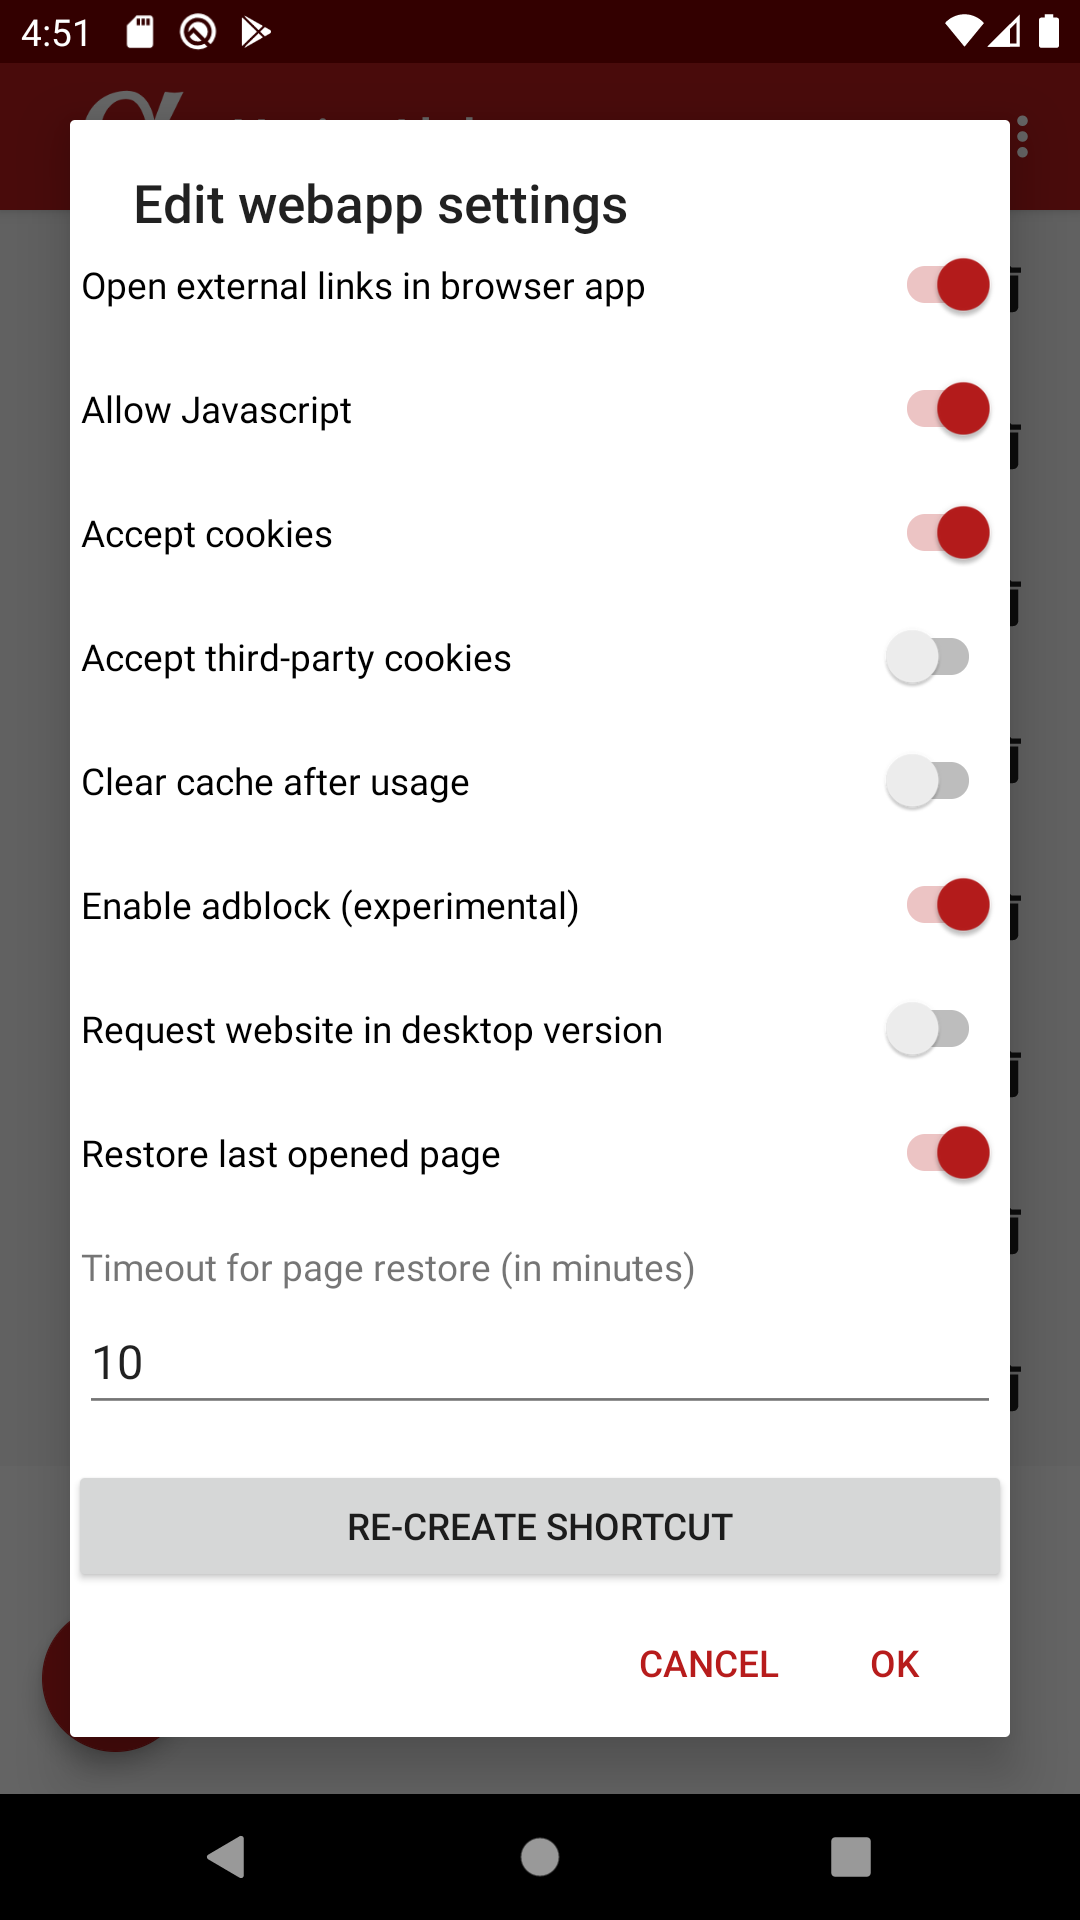 4:51
Edit webapp settings
Open external links in browser app
Allow Javascript
Accept cookies
Accept third-party cookies
Clear cache after usage
Enable adblock (experimental)
Request website in desktop version
Restore last opened page
Timeout for page restore (in minutes)
10
RE-CREATE SHORTCUT
CANCEL OK